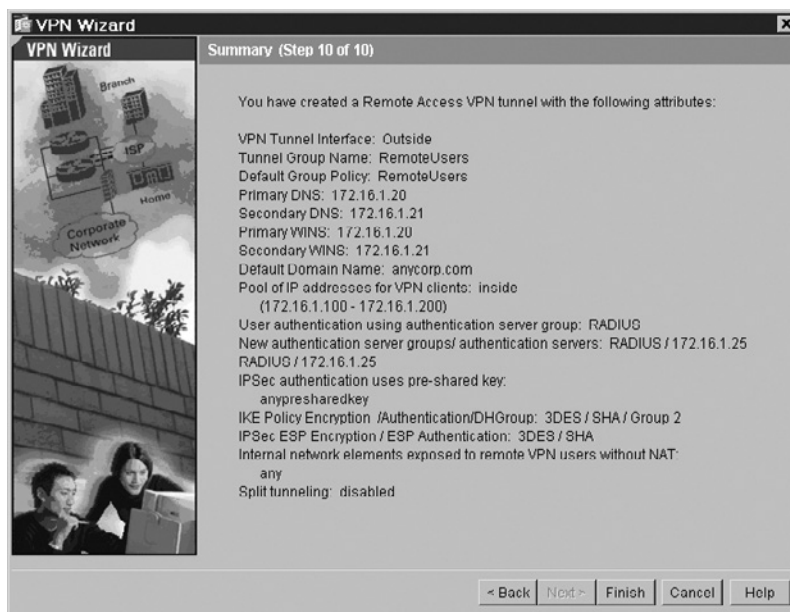 VPN Wizard
VPN Wizard
Summary (Step 10 of 10)
Branch
ISP
Home
Corporate
Network
You have created a Remote Access VPN tunnel with the following attributes:
VPN Tunnel Interface: Outside
Tunnel Group Name: RemoteUsers
Default Group Policy: RemoteUsers
Primary DNS: 172.16.1.20
Secondary DNS: 172.16.1.21
Primary WINS: 172.16.1.20
Secondary WINS: 172.16.1.21
Default Domain Name: anycorp.com
Pool of IP addresses for VPN clients: inside
(172.16.1.100 - 172.16.1.200)
User authentication using authentication server group: RADIUS
New authentication server groups/ authentication servers: RADIUS / 172.16.1.25
RADIUS / 172.16.1.25
IPSec authentication uses pre-shared key:
anypresharedkey
IKE Policy Encryption /Authentication/DHGroup: 3DES / SHA / Group 2
IPSec ESP Encryption / ESP Authentication: 3DES / SHA
Internal network elements exposed to remote VPN users without NAT:
any
Split tunneling: disabled
< Back
Next >
Finish
Cancel
Help